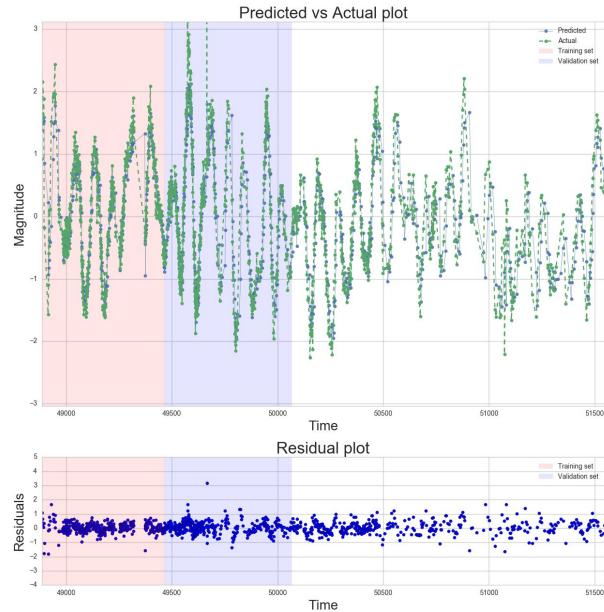 Predicted vs Actual plot
3
2
1
0
−1
−2
−3
Magnitude
Predicted
Actual
Training set
Validation set
49000 49500 50000 50500 51000 51500
Time
Residual plot
5
4
3
2
1
0
−1
−2
−3
−4
Residuals
Training set
Validation set
49000 49500 50000 50500 51000 51500
Time